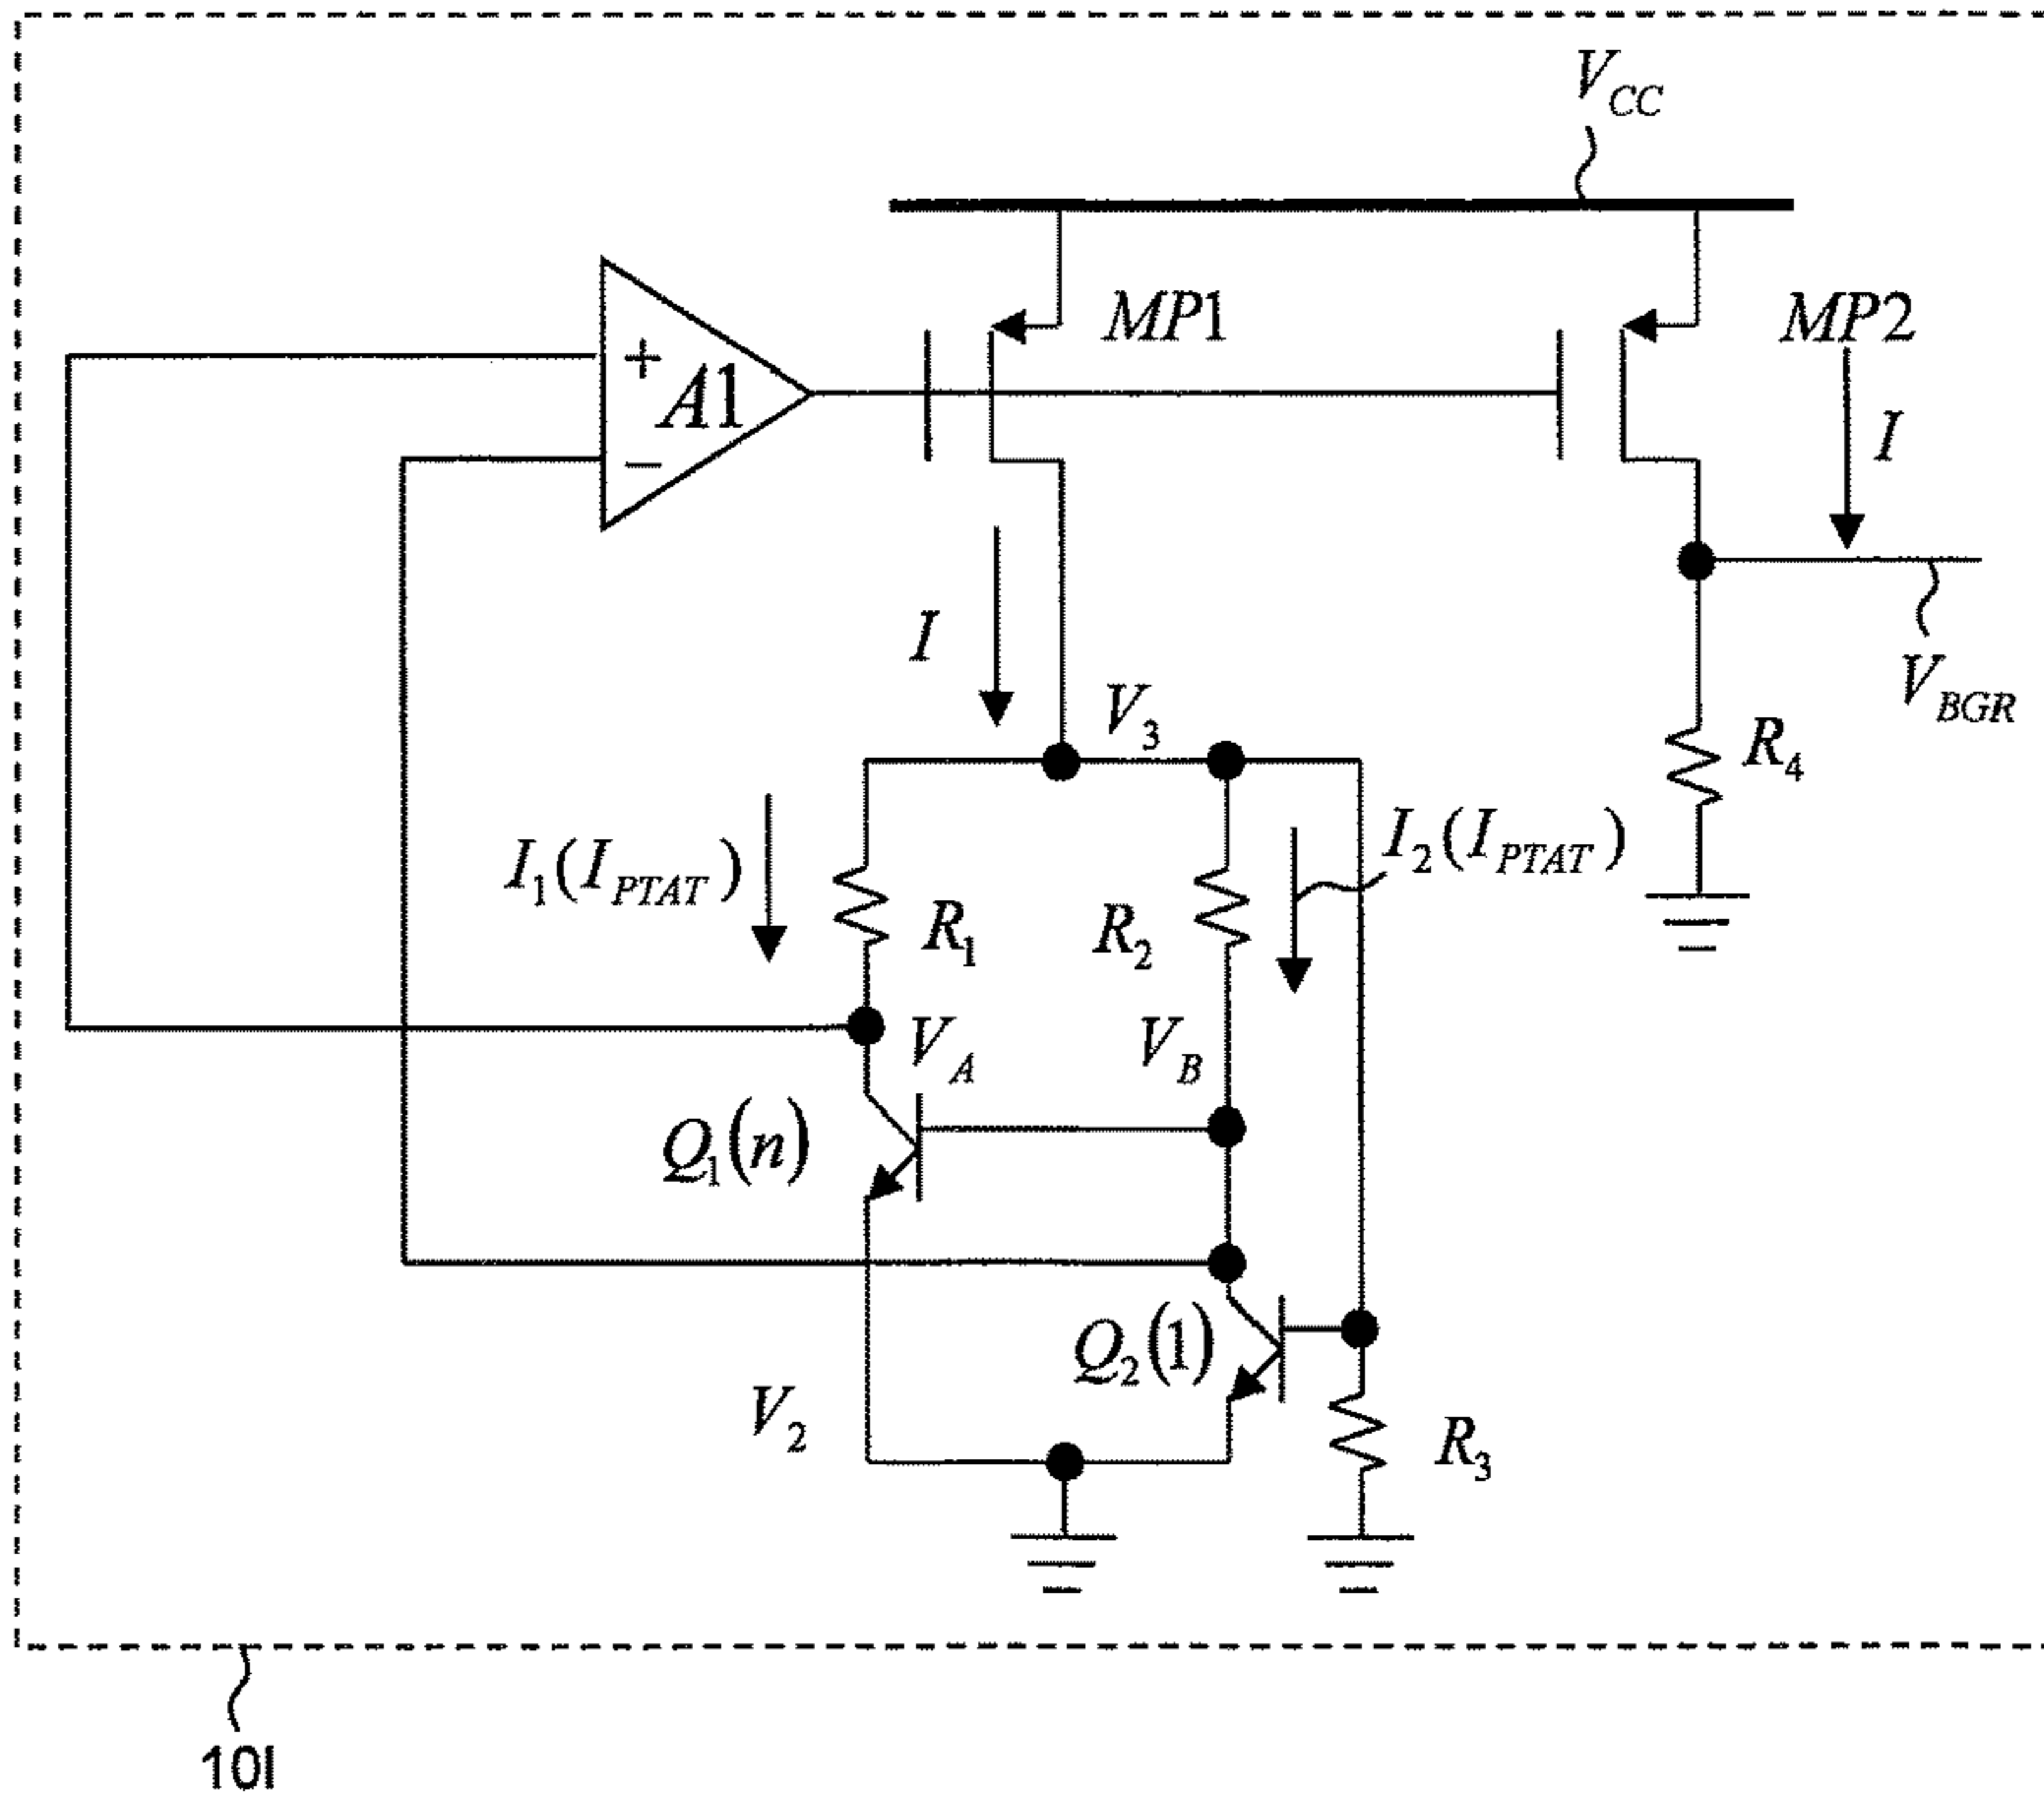 V_CC
MP1
MP2
+
A1
−
I
I
V_3
V_BGR
R_4
I_1(I_PTAT)
I_2(I_PTAT)
R_1
R_2
V_A
V_B
Q_1(n)
Q_2(1)
V_2
R_3
10I